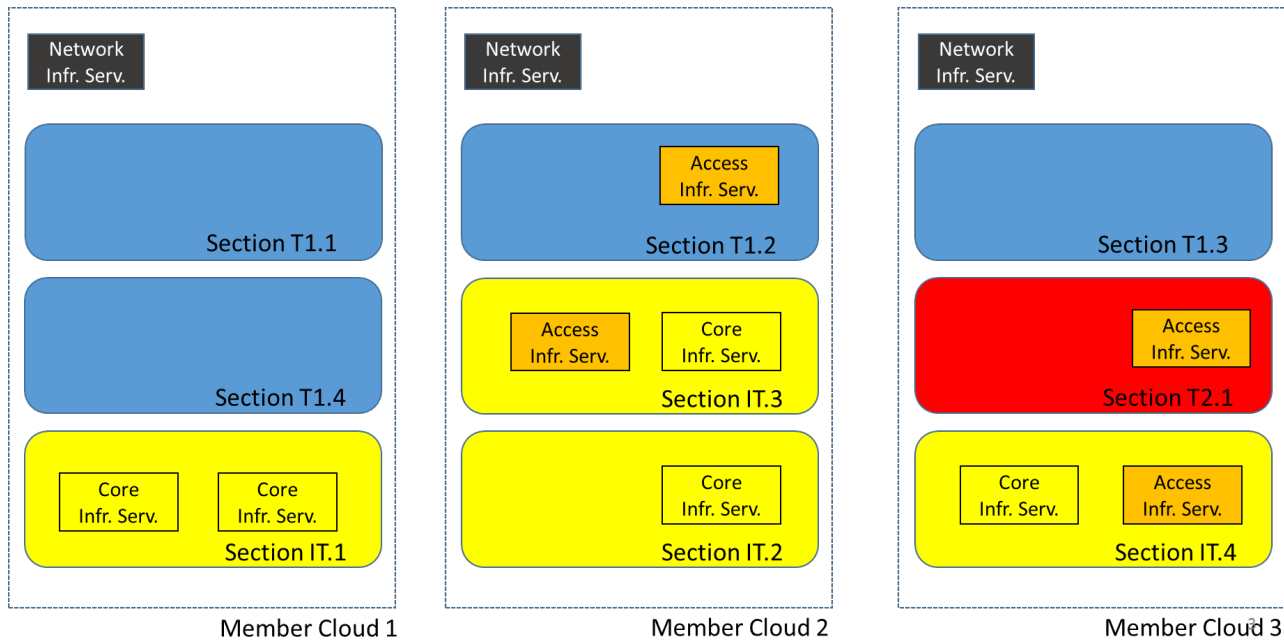 Network
Infr. Serv.
Section T1.1
Section T1.4
Core
Infr. Serv.
Core
Infr. Serv.
Section IT.1
Member Cloud 1
Network
Infr. Serv.
Access
Infr. Serv.
Section T1.2
Access
Infr. Serv.
Core
Infr. Serv.
Section IT.3
Core
Infr. Serv.
Section IT.2
Member Cloud 2
Network
Infr. Serv.
Section T1.3
Access
Infr. Serv.
Section T2.1
Core
Infr. Serv.
Access
Infr. Serv.
Section IT.4
Member Cloud 3